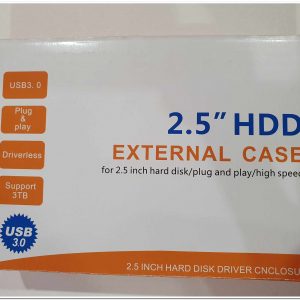 USB3. 0
Plug
&
play
Driverless
Support
3TB
USB
3.0
2.5" HDD
EXTERNAL CASE
for 2.5 inch hard disk/plug and play/high speed
2.5 INCH HARD DISK DRIVER CNCLOSU